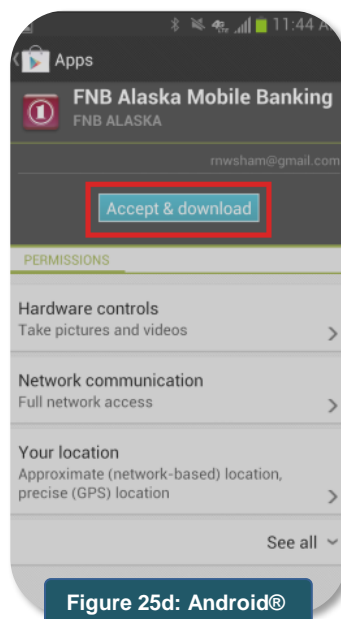 11:44 A
Apps
FNB Alaska Mobile Banking
FNB ALASKA
rnwsham@gmail.com
Accept & download
PERMISSIONS
Hardware controls
Take pictures and videos
Network communication
Full network access
Your location
Approximate (network-based) location,
precise (GPS) location
See all
Figure 25d: Android®